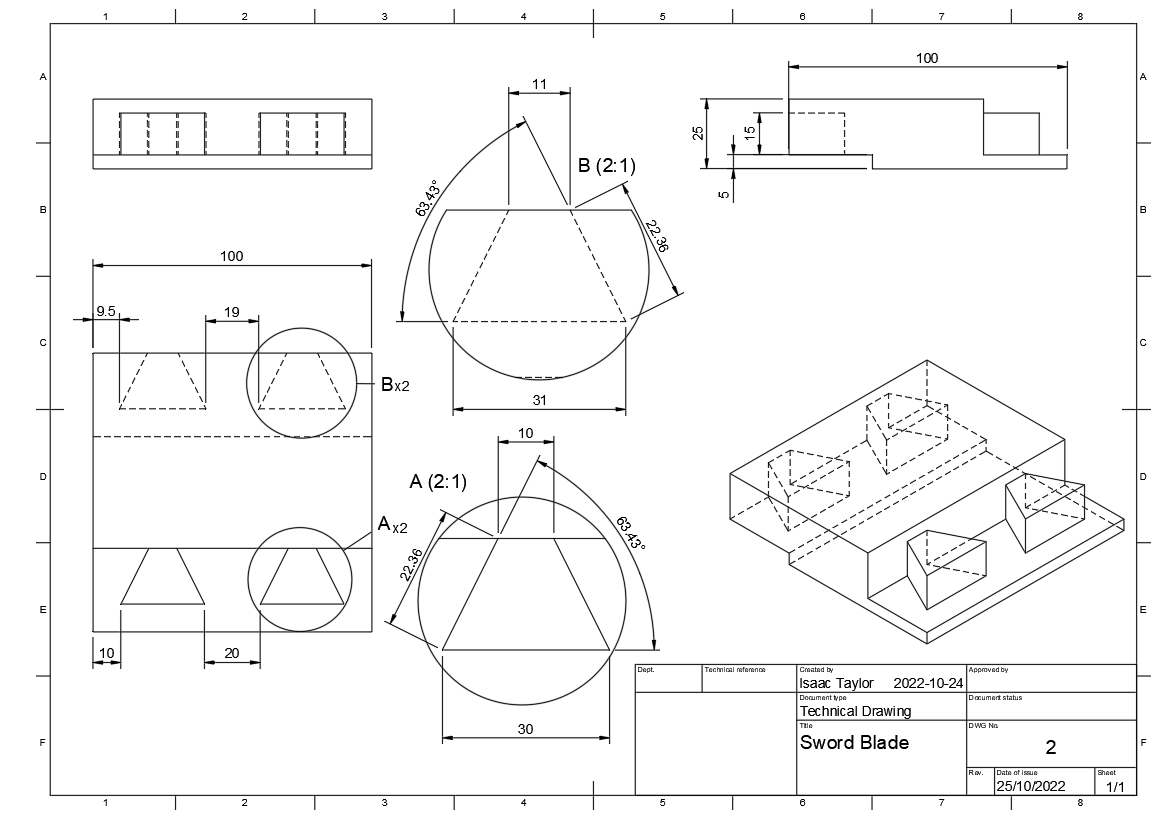 1 2 3 4 5 6 7 8
A A
11
100
25
15
5
B (2:1)
63.43°
22.36
B B
100
9.5
19
C C
Bx2
31
10
A (2:1)
D D
Ax2
63.43°
22.36
E E
10
20
30
Dept.
Technical reference
Created by
Isaac Taylor 2022-10-24
Approved by
Document type
Technical Drawing
Document status
Title
Sword Blade
DWG No.
2
Rev.
Date of issue
25/10/2022
Sheet
1/1
F F
1 2 3 4 5 6 7 8